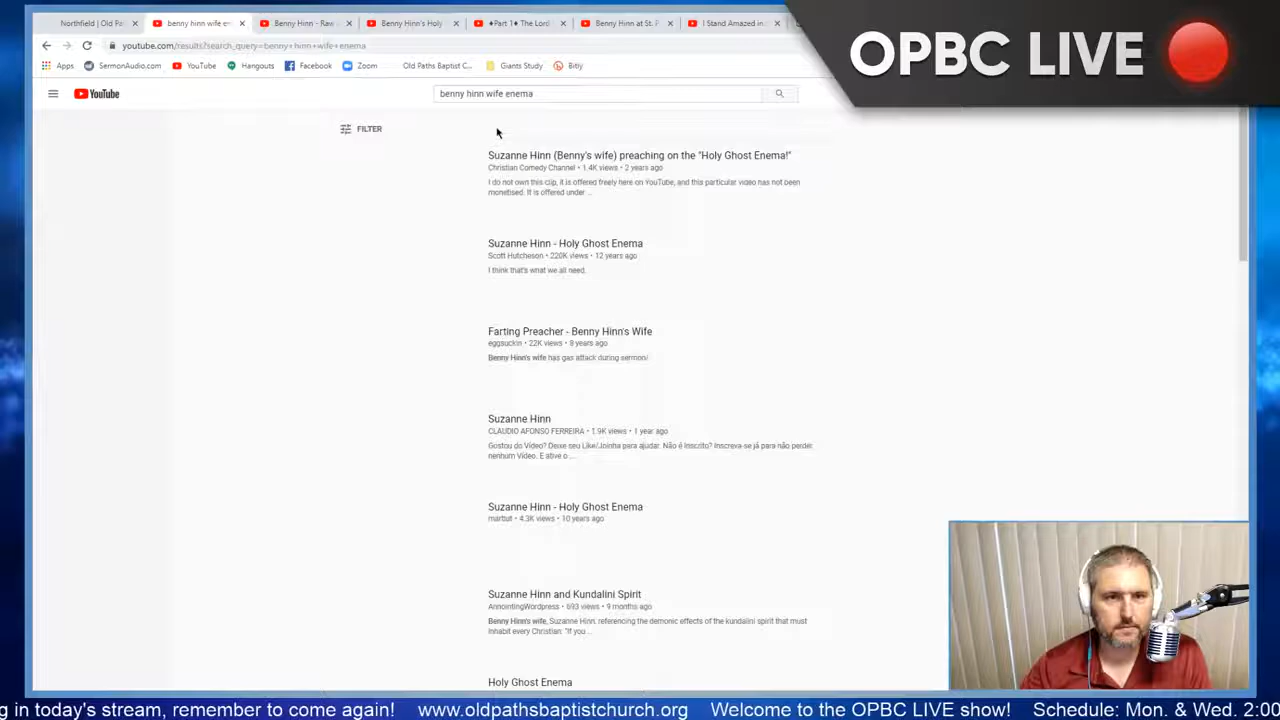 Northfield | Old Pa
benny hinn wife en
Benny Hinn - Raw
Benny Hinn's Holy
♦Part 1♦ The Lord
Benny Hinn at St. P
I Stand Amazed in
OPBC LIVE
youtube.com/results?search_query=benny+hinn+wife+enema
Apps
SermonAudio.com
YouTube
Hangouts
Facebook
Zoom
Old Paths Baptist C...
Giants Study
Bitly
YouTube
benny hinn wife enema
FILTER
Suzanne Hinn (Benny's wife) preaching on the "Holy Ghost Enema!"
Christian Comedy Channel • 1.4K views • 2 years ago
I do not own this clip, it is offered freely here on YouTube, and this particular video has not been
monetised. It is offered under ...
Suzanne Hinn - Holy Ghost Enema
Scott Hutcheson • 220K views • 12 years ago
I think that's what we all need.
Farting Preacher - Benny Hinn's Wife
eggsuckin • 22K views • 8 years ago
Benny Hinn's wife has gas attack during sermon!
Suzanne Hinn
CLAUDIO AFONSO FERREIRA • 1.9K views • 1 year ago
Gostou do Vídeo? Deixe seu Like/Joinha para ajudar. Não é Inscrito? Inscreva-se já para não perder
nenhum Vídeo. E ative o ...
Suzanne Hinn - Holy Ghost Enema
marttut • 4.3K views • 10 years ago
Suzanne Hinn and Kundalini Spirit
AnnointingWordpress • 693 views • 9 months ago
Benny Hinn's wife, Suzanne Hinn, referencing the demonic effects of the kundalini spirit that must
inhabit every Christian: "If you ...
Holy Ghost Enema
g in today's stream, remember to come again! www.oldpathsbaptistchurch.org Welcome to the OPBC LIVE show! Schedule: Mon. & Wed. 2:00